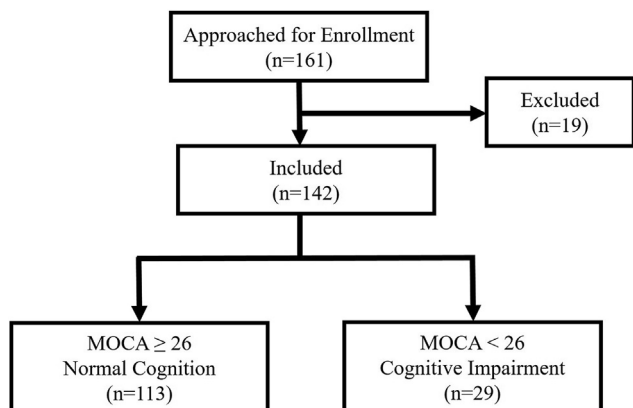 Approached for Enrollment
(n=161)
Excluded
(n=19)
Included
(n=142)
MOCA ≥ 26
Normal Cognition
(n=113)
MOCA < 26
Cognitive Impairment
(n=29)